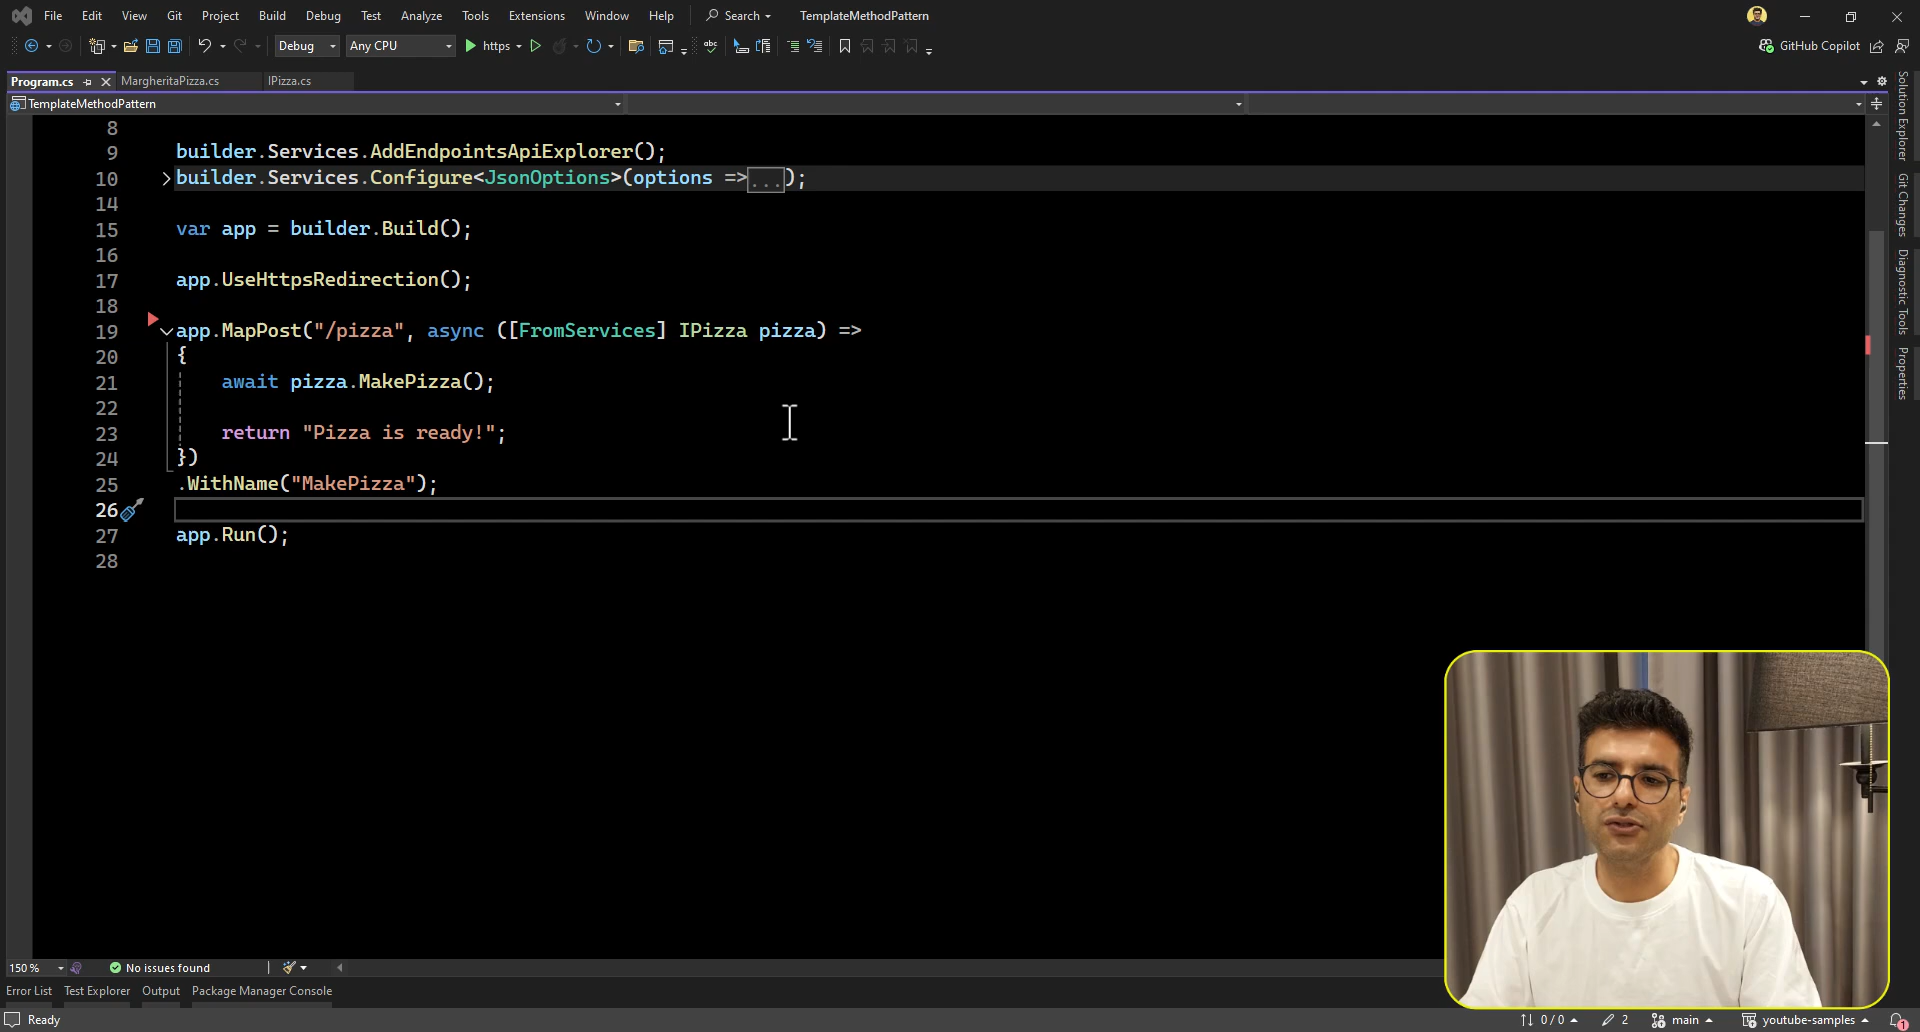 File Edit View Git Project Build Debug Test Analyze Tools Extensions Window Help Search TemplateMethodPattern
Debug Any CPU https GitHub Copilot
Program.cs MargheritaPizza.cs IPizza.cs
TemplateMethodPattern
8
9 builder.Services.AddEndpointsApiExplorer();
10 builder.Services.Configure<JsonOptions>(options =>...);
14
15 var app = builder.Build();
16
17 app.UseHttpsRedirection();
18
19 app.MapPost("/pizza", async ([FromServices] IPizza pizza) =>
20 {
21 await pizza.MakePizza();
22
23 return "Pizza is ready!";
24 })
25 .WithName("MakePizza");
26
27 app.Run();
28
Solution Explorer
Git Changes
Diagnostic Tools
Properties
150 % No issues found
Error List Test Explorer Output Package Manager Console
Ready 0 / 0 2 main youtube-samples 1